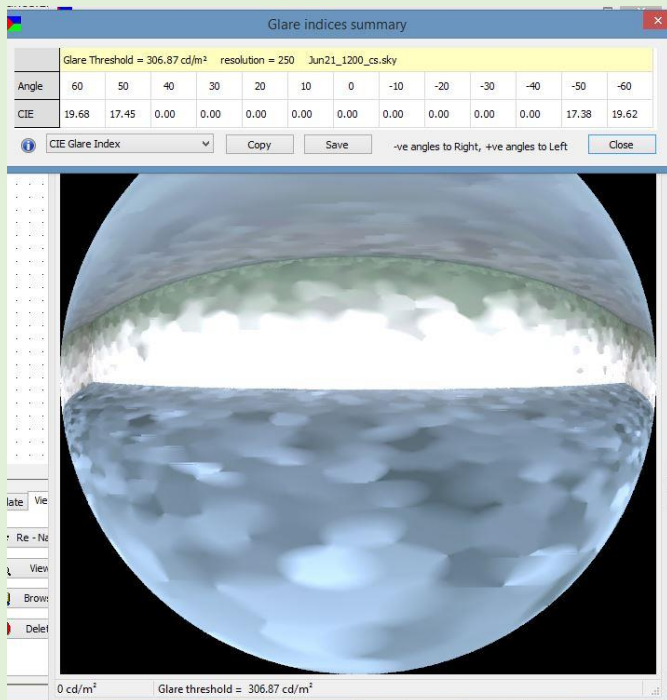 Glare indices summary
Glare Threshold = 306.87 cd/m² resolution = 250 Jun21_1200_cs.sky
Angle 60 50 40 30 20 10 0 -10 -20 -30 -40 -50 -60
CIE 19.68 17.45 0.00 0.00 0.00 0.00 0.00 0.00 0.00 0.00 0.00 17.38 19.62
CIE Glare Index Copy Save -ve angles to Right, +ve angles to Left Close
late Vie
Re - Na
View
Brows
Delet
0 cd/m² Glare threshold = 306.87 cd/m²